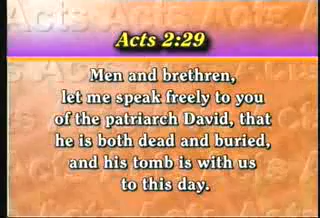 Acts 2:29
Men and brethren,
let me speak freely to you
of the patriarch David, that
he is both dead and buried,
and his tomb is with us
to this day.